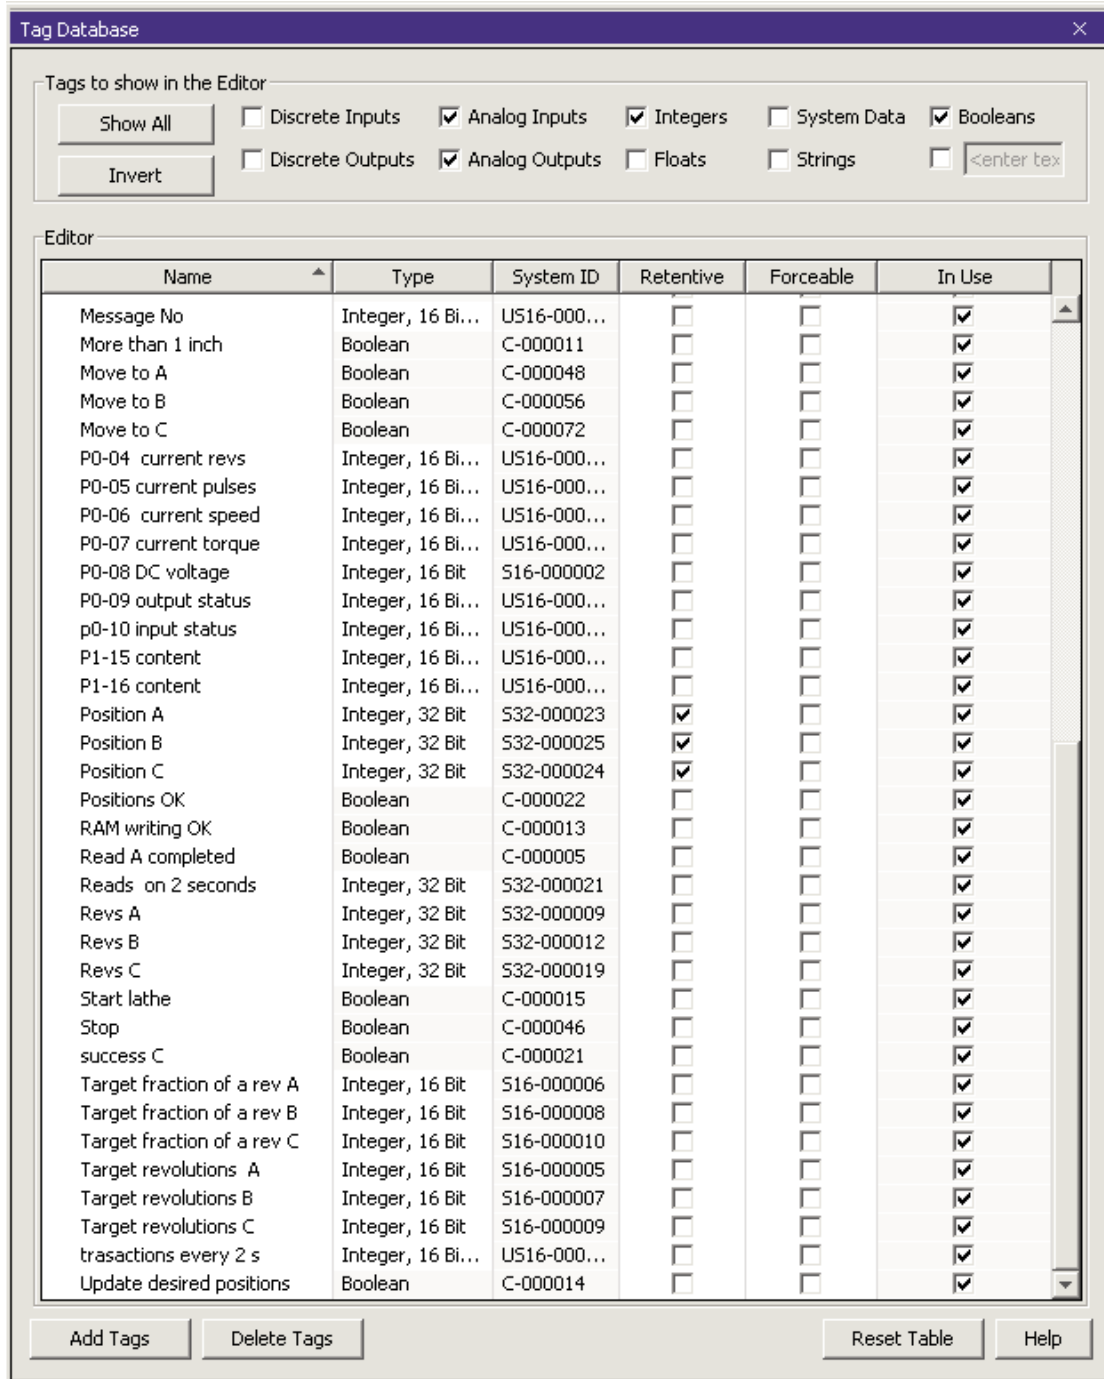 Tag Database
Tags to show in the Editor
Show All Discrete Inputs Analog Inputs Integers System Data Booleans
Invert Discrete Outputs Analog Outputs Floats Strings <enter tex
Editor
Name Type System ID Retentive Forceable In Use
Message No Integer, 16 Bi... US16-000...
More than 1 inch Boolean C-000011
Move to A Boolean C-000048
Move to B Boolean C-000056
Move to C Boolean C-000072
P0-04  current revs Integer, 16 Bi... US16-000...
P0-05 current pulses Integer, 16 Bi... US16-000...
P0-06  current speed Integer, 16 Bi... US16-000...
P0-07 current torque Integer, 16 Bi... US16-000...
P0-08 DC voltage Integer, 16 Bit S16-000002
P0-09 output status Integer, 16 Bi... US16-000...
p0-10 input status Integer, 16 Bi... US16-000...
P1-15 content Integer, 16 Bi... US16-000...
P1-16 content Integer, 16 Bi... US16-000...
Position A Integer, 32 Bit S32-000023
Position B Integer, 32 Bit S32-000025
Position C Integer, 32 Bit S32-000024
Positions OK Boolean C-000022
RAM writing OK Boolean C-000013
Read A completed Boolean C-000005
Reads  on 2 seconds Integer, 32 Bit S32-000021
Revs A Integer, 32 Bit S32-000009
Revs B Integer, 32 Bit S32-000012
Revs C Integer, 32 Bit S32-000019
Start lathe Boolean C-000015
Stop Boolean C-000046
success C Boolean C-000021
Target fraction of a rev A Integer, 16 Bit S16-000006
Target fraction of a rev B Integer, 16 Bit S16-000008
Target fraction of a rev C Integer, 16 Bit S16-000010
Target revolutions  A Integer, 16 Bit S16-000005
Target revolutions B Integer, 16 Bit S16-000007
Target revolutions C Integer, 16 Bit S16-000009
trasactions every 2 s Integer, 16 Bi... US16-000...
Update desired positions Boolean C-000014
Add Tags Delete Tags Reset Table Help